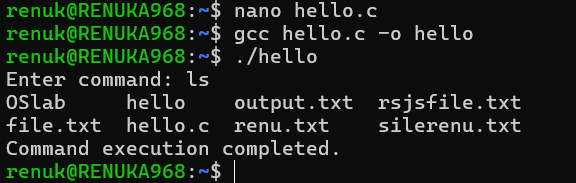 renuk@RENUKA968:~$ nano hello.c
renuk@RENUKA968:~$ gcc hello.c -o hello
renuk@RENUKA968:~$ ./hello
Enter command: ls
OSlab     hello    output.txt  rsjsfile.txt
file.txt  hello.c  renu.txt    silerenu.txt
Command execution completed.
renuk@RENUKA968:~$